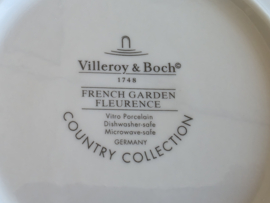 Villeroy & Boch®
1748
FRENCH GARDEN
FLEURENCE
Vitro Porcelain
Dishwasher-safe
Microwave-safe
GERMANY
COUNTRY COLLECTION